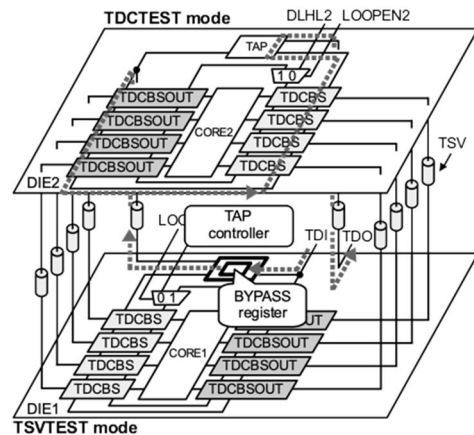 TDCTEST mode
DLHL2 LOOPEN2
TAP
1 0
TDCBSOUT
TDCBS
TDCBSOUT
TDCBS
CORE2
TDCBSOUT
TDCBS
TDCBSOUT
TDCBS
TSV
DIE2
TAP
controller
TDI
TDO
0 1
BYPASS
register
TDCBS
TDCBS
TDCBSOUT
CORE1
TDCBS
TDCBSOUT
TDCBS
TDCBSOUT
DIE1
TSVTEST mode